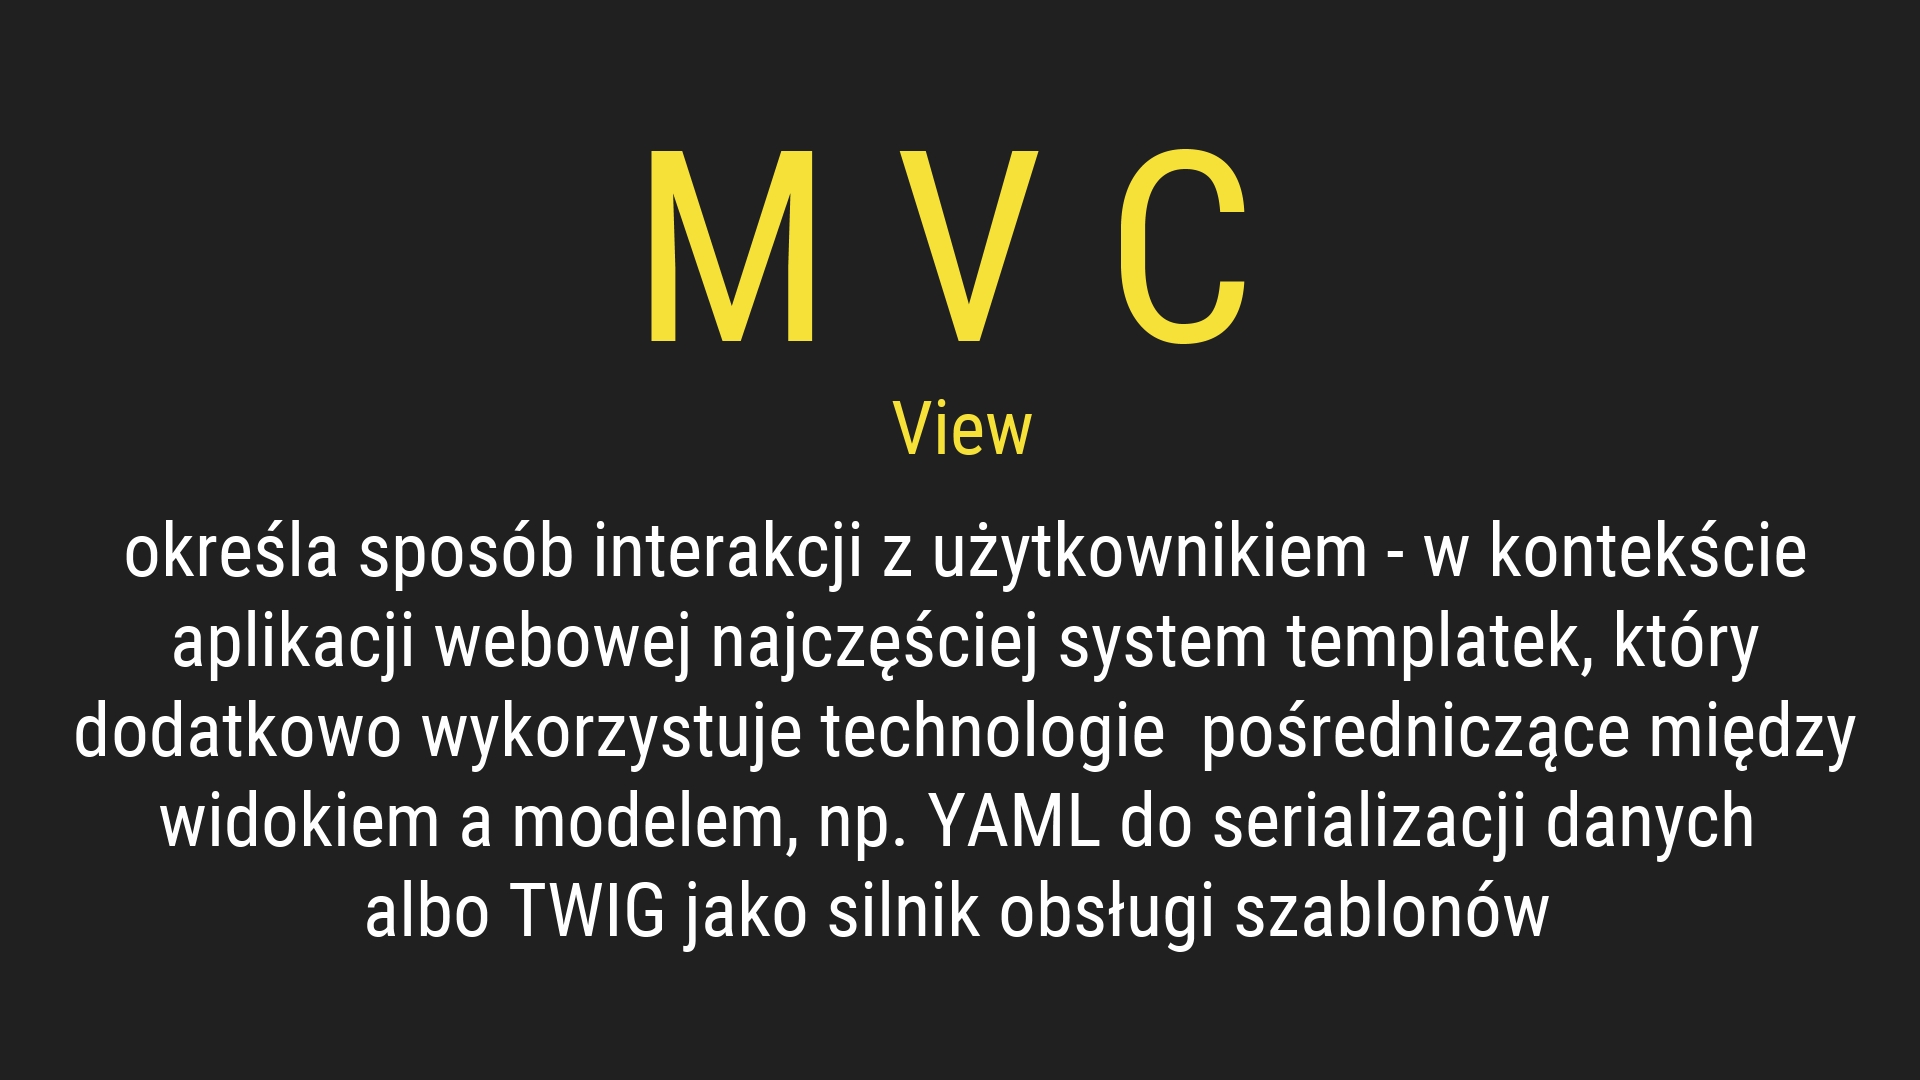 M V C
View
określa sposób interakcji z użytkownikiem - w kontekście
aplikacji webowej najczęściej system templatek, który
dodatkowo wykorzystuje technologie  pośredniczące między
widokiem a modelem, np. YAML do serializacji danych
albo TWIG jako silnik obsługi szablonów